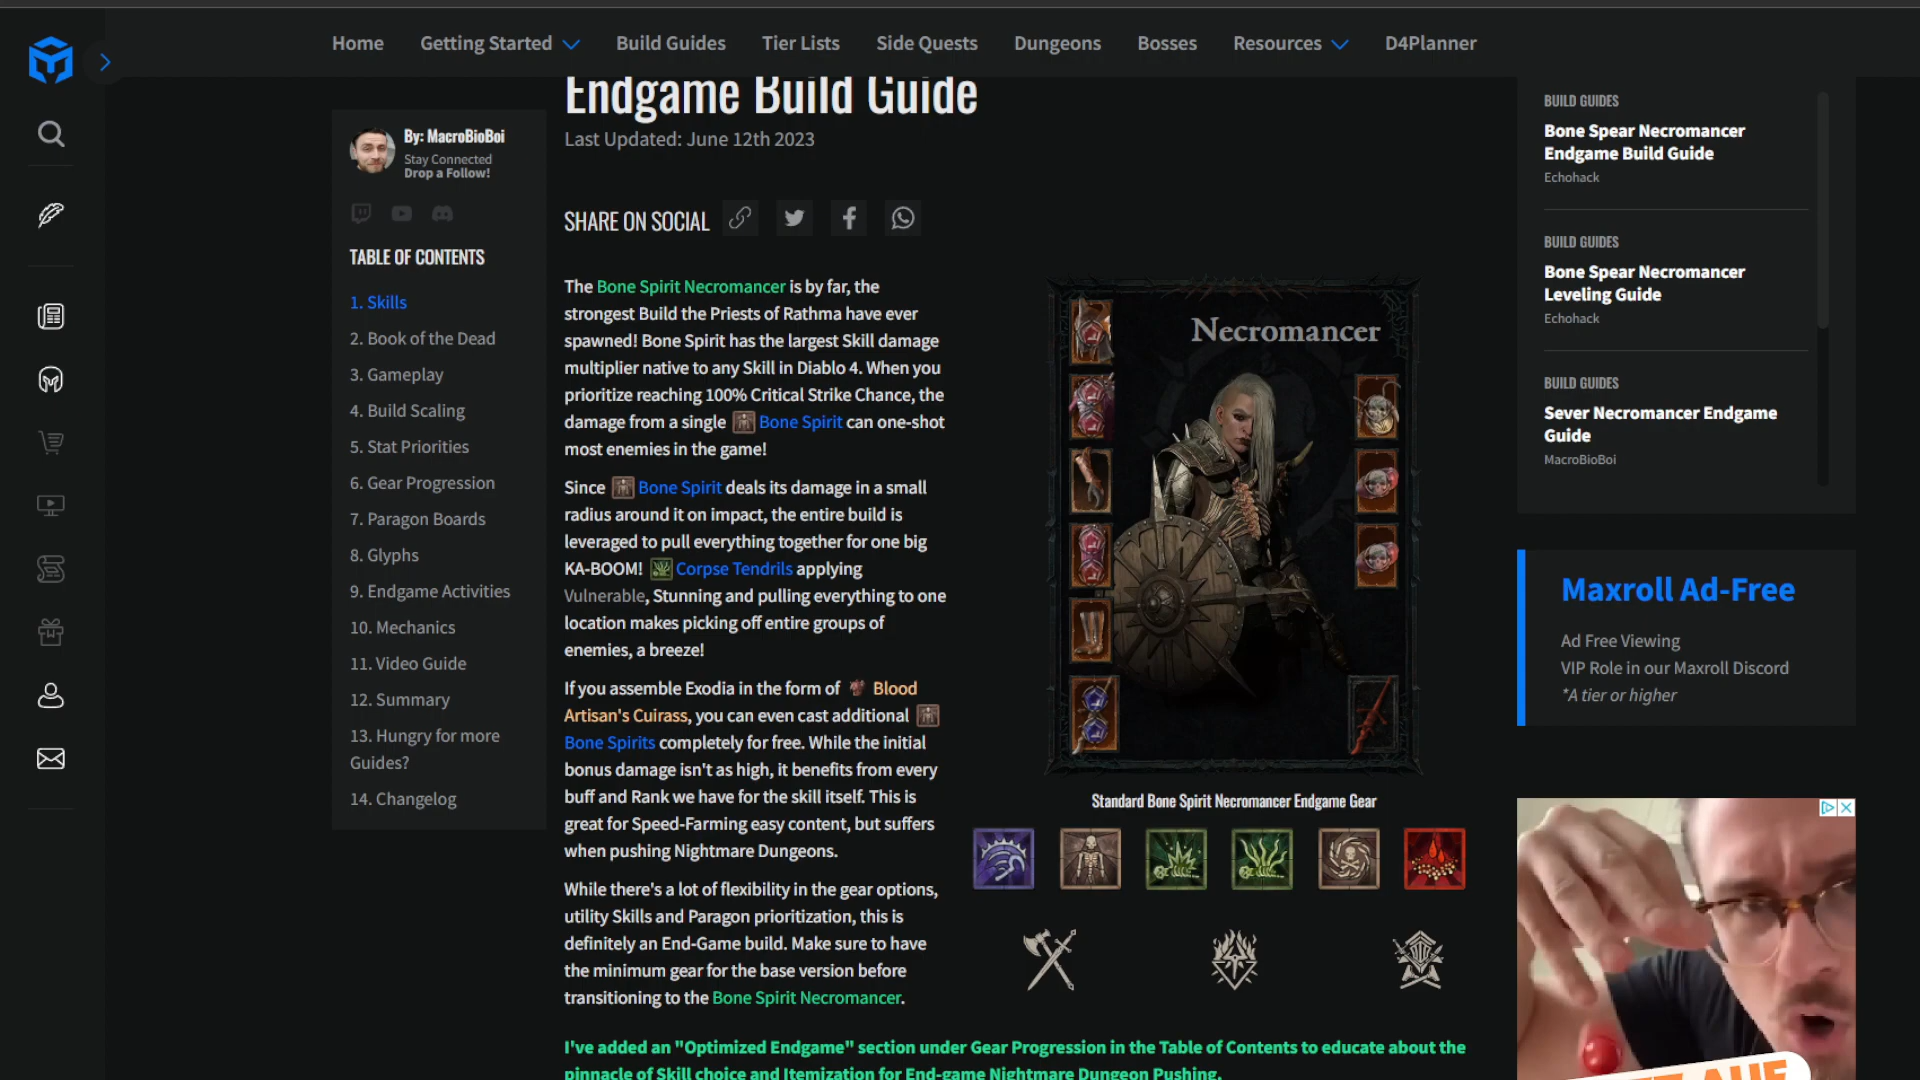 Home
Getting Started
Build Guides
Tier Lists
Side Quests
Dungeons
Bosses
Resources
D4Planner
Endgame Build Guide
Last Updated: June 12th 2023
By: MacroBioBoi
Stay Connected
Drop a Follow!
TABLE OF CONTENTS
1. Skills
2. Book of the Dead
3. Gameplay
4. Build Scaling
5. Stat Priorities
6. Gear Progression
7. Paragon Boards
8. Glyphs
9. Endgame Activities
10. Mechanics
11. Video Guide
12. Summary
13. Hungry for more
Guides?
14. Changelog
SHARE ON SOCIAL
The Bone Spirit Necromancer is by far, the
strongest Build the Priests of Rathma have ever
spawned! Bone Spirit has the largest Skill damage
multiplier native to any Skill in Diablo 4. When you
prioritize reaching 100% Critical Strike Chance, the
damage from a single Bone Spirit can one-shot
most enemies in the game!
Since Bone Spirit deals its damage in a small
radius around it on impact, the entire build is
leveraged to pull everything together for one big
KA-BOOM! Corpse Tendrils applying
Vulnerable, Stunning and pulling everything to one
location makes picking off entire groups of
enemies, a breeze!
If you assemble Exodia in the form of Blood
Artisan's Cuirass, you can even cast additional
Bone Spirits completely for free. While the initial
bonus damage isn't as high, it benefits from every
buff and Rank we have for the skill itself. This is
great for Speed-Farming easy content, but suffers
when pushing Nightmare Dungeons.
While there's a lot of flexibility in the gear options,
utility Skills and Paragon prioritization, this is
definitely an End-Game build. Make sure to have
the minimum gear for the base version before
transitioning to the Bone Spirit Necromancer.
I've added an "Optimized Endgame" section under Gear Progression in the Table of Contents to educate about the
pinnacle of Skill choice and Itemization for End-game Nightmare Dungeon Pushing.
Necromancer
Standard Bone Spirit Necromancer Endgame Gear
BUILD GUIDES
Bone Spear Necromancer
Endgame Build Guide
Echohack
BUILD GUIDES
Bone Spear Necromancer
Leveling Guide
Echohack
BUILD GUIDES
Sever Necromancer Endgame
Guide
MacroBioBoi
Maxroll Ad-Free
Ad Free Viewing
VIP Role in our Maxroll Discord
*A tier or higher